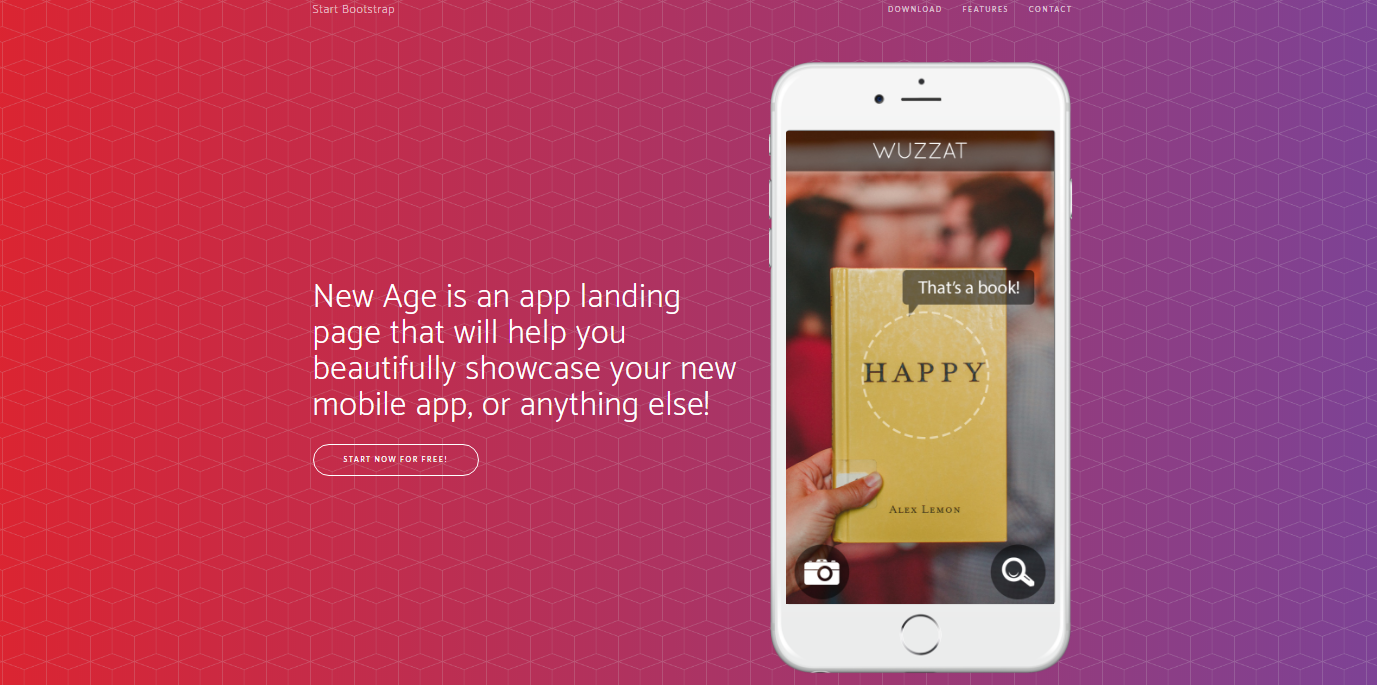 Start Bootstrap
DOWNLOAD FEATURES CONTACT
WUZZAT
That's a book!
HAPPY
ALEX LEMON
New Age is an app landing
page that will help you
beautifully showcase your new
mobile app, or anything else!
START NOW FOR FREE!